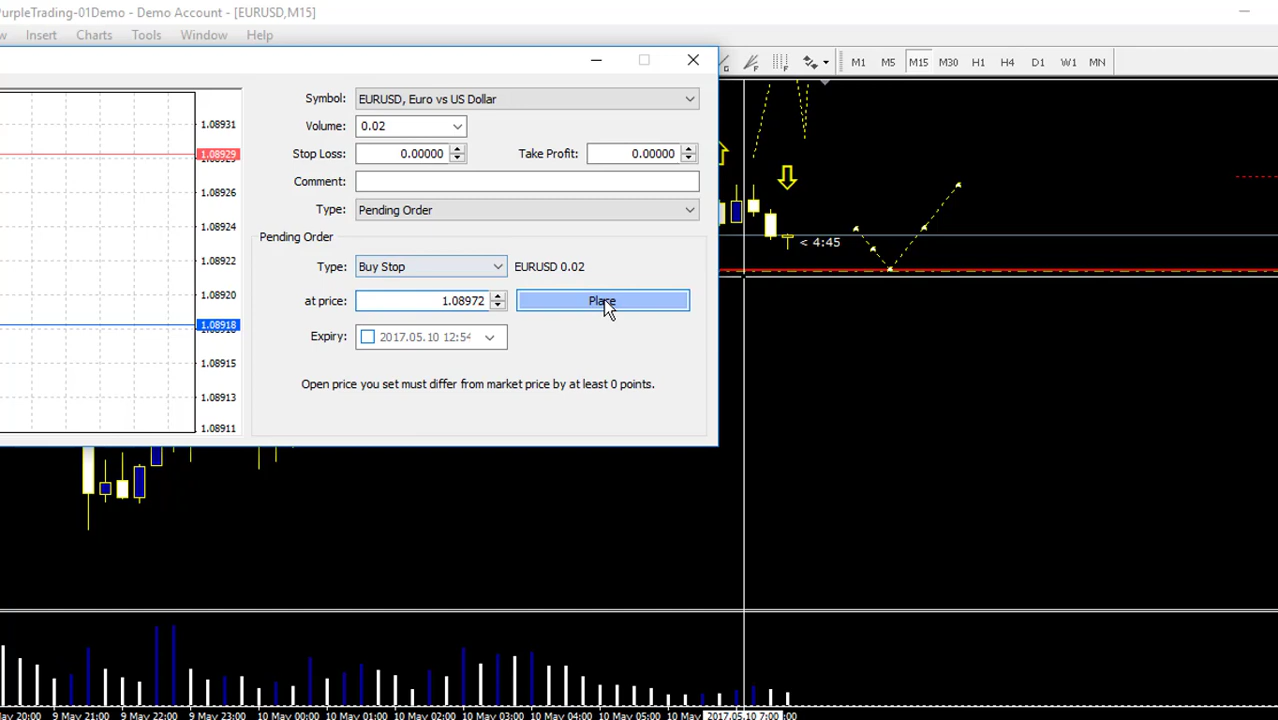 PurpleTrading-01Demo - Demo Account - [EURUSD,M15]
Insert Charts Tools Window Help
M1 M5 M15 M30 H1 H4 D1 W1 MN
Symbol: EURUSD, Euro vs US Dollar
Volume: 0.02
Stop Loss: 0.00000 Take Profit: 0.00000
Comment:
Type: Pending Order
Pending Order
Type: Buy Stop EURUSD 0.02
at price: 1.08972 Place
Expiry: 2017.05.10 12:54
Open price you set must differ from market price by at least 0 points.
1.08931
1.08929
1.08926
1.08924
1.08922
1.08920
1.08918
1.08915
1.08913
1.08911
< 4:45
20:00 9 May 21:00 9 May 22:00 9 May 23:00 10 May 00:00 10 May 01:00 10 May 02:00 10 May 03:00 10 May 04:00 10 May 05:00 10 May 2017.05.10 7:00 :00